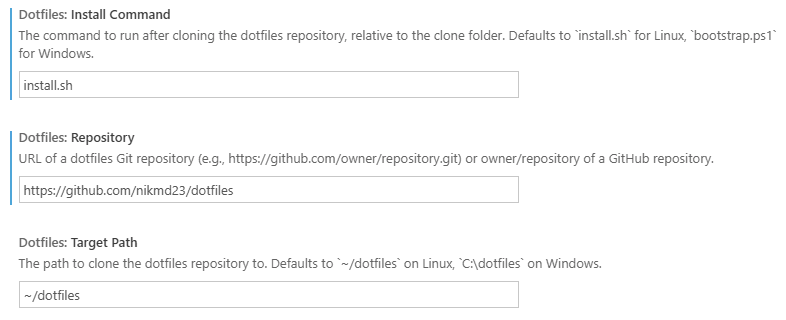 Dotfiles: Install Command
The command to run after cloning the dotfiles repository, relative to the clone folder. Defaults to `install.sh` for Linux, `bootstrap.ps1`
for Windows.
install.sh
Dotfiles: Repository
URL of a dotfiles Git repository (e.g., https://github.com/owner/repository.git) or owner/repository of a GitHub repository.
https://github.com/nikmd23/dotfiles
Dotfiles: Target Path
The path to clone the dotfiles repository to. Defaults to `~/dotfiles` on Linux, `C:\dotfiles` on Windows.
~/dotfiles